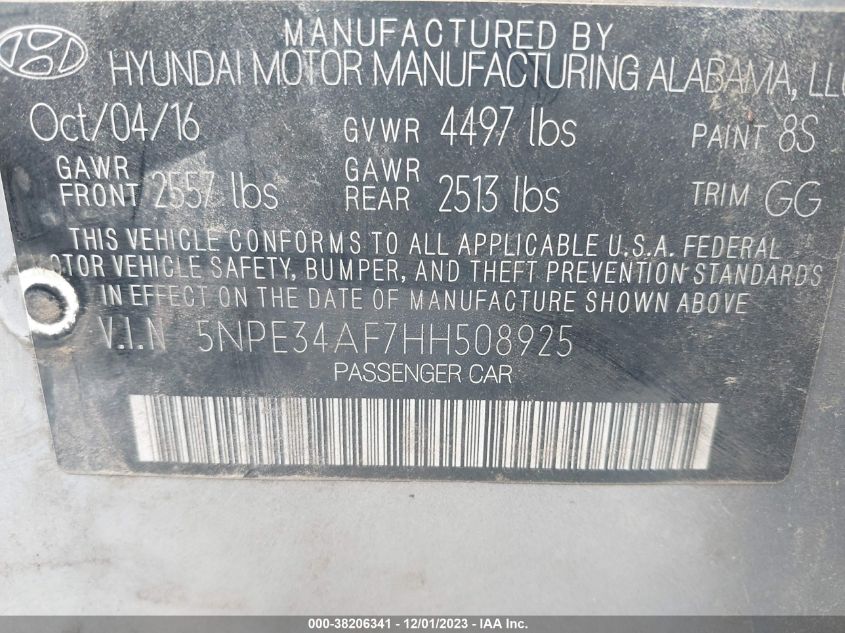 MANUFACTURED BY
HYUNDAI MOTOR MANUFACTURING ALABAMA, LLC
Oct/04/16 GVWR 4497 lbs PAINT 8S
GAWR FRONT 2557 lbs GAWR REAR 2513 lbs TRIM GG
THIS VEHICLE CONFORMS TO ALL APPLICABLE U.S.A. FEDERAL
MOTOR VEHICLE SAFETY, BUMPER, AND THEFT PREVENTION STANDARDS
IN EFFECT ON THE DATE OF MANUFACTURE SHOWN ABOVE
V.I.N 5NPE34AF7HH508925
PASSENGER CAR
000-38206341 - 12/01/2023 - IAA Inc.